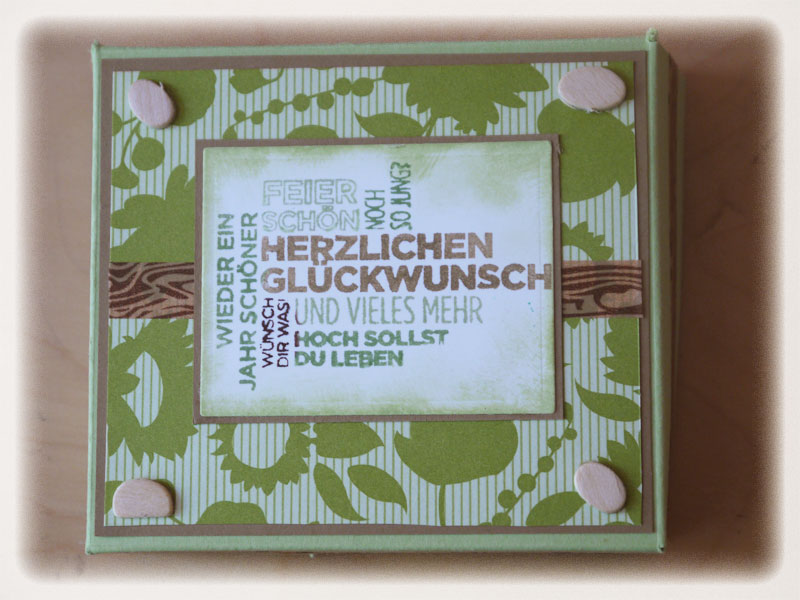 FEIER
SCHÖN
NOCH
SO JUNG?
WIEDER EIN
JAHR SCHÖNER
HERZLICHEN
GLÜCKWUNSCH
WÜNSCH
DIR WAS!
UND VIELES MEHR
HOCH SOLLST
DU LEBEN